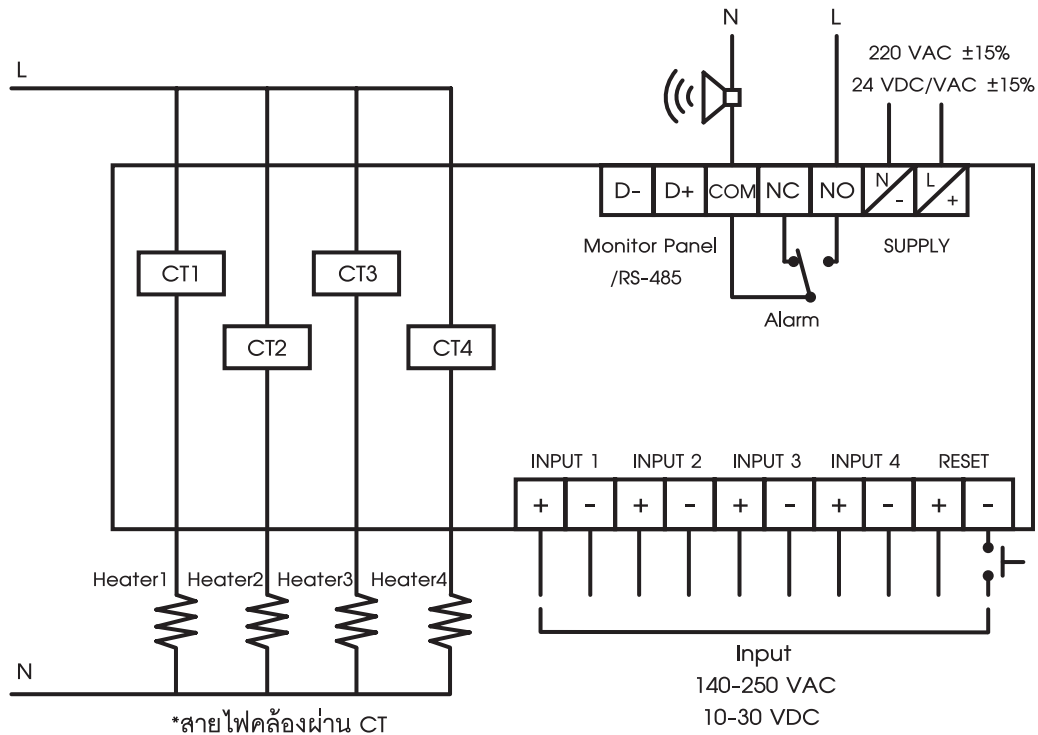 N L
220 VAC ±15%
24 VDC/VAC ±15%
L
D- D+ COM NC NO N - L +
Monitor Panel
/RS-485
SUPPLY
Alarm
CT1 CT3
CT2 CT4
INPUT 1 INPUT 2 INPUT 3 INPUT 4 RESET
+ - + - + - + - + -
Heater1 Heater2 Heater3 Heater4
N
Input
140-250 VAC
10-30 VDC
*สายไฟคล้องผ่าน CT